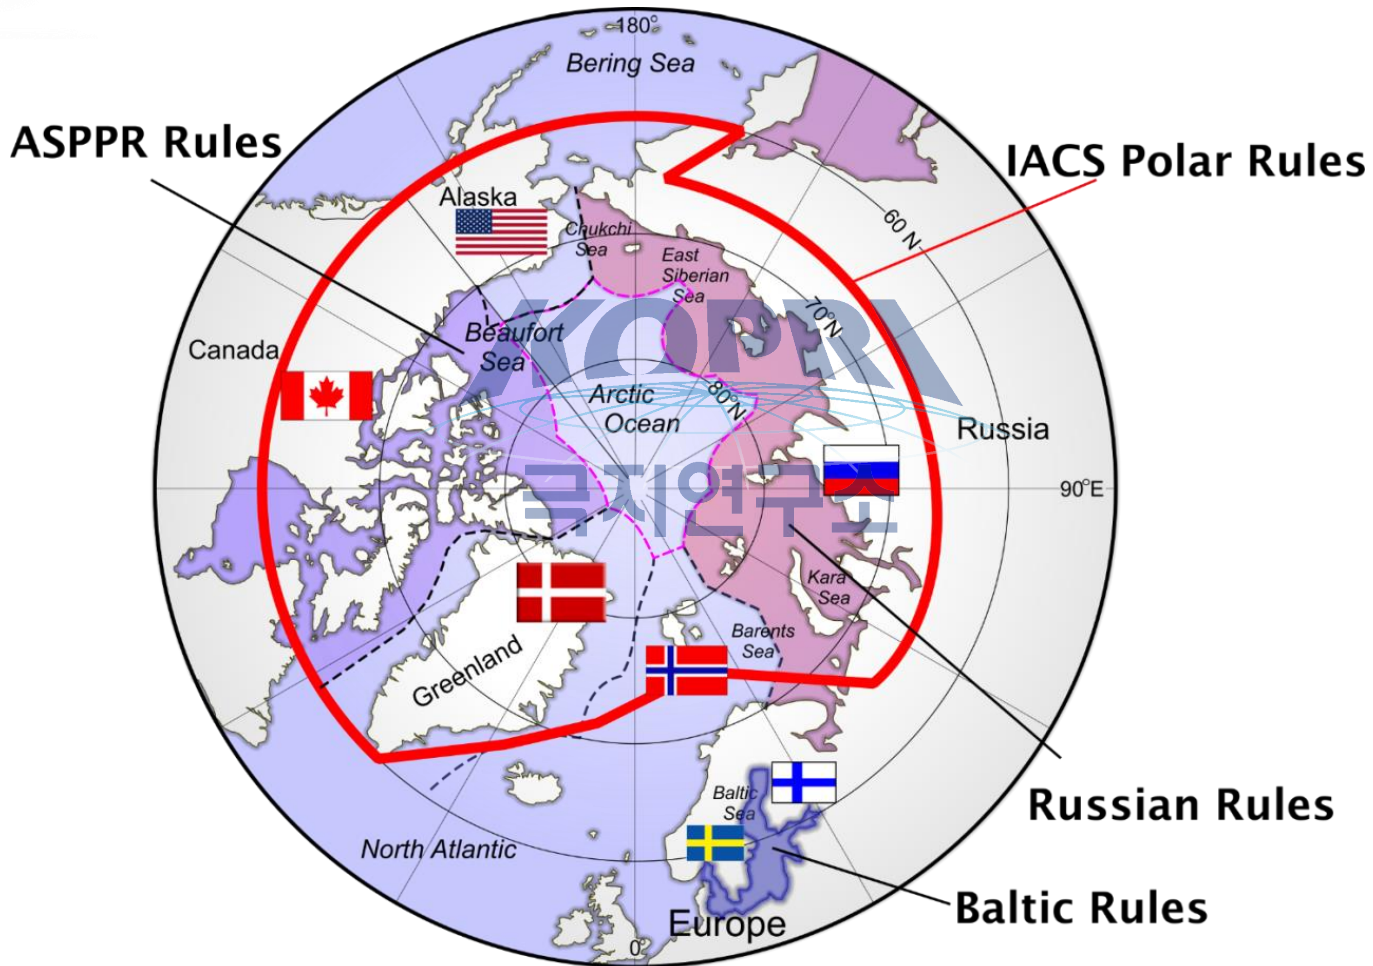 180°
Bering Sea
ASPPR Rules
IACS Polar Rules
Alaska
60 N
Chukchi
Sea
East
Siberian
Sea
70°N
KOPRI
Beaufort
Sea
Canada
Arctic
Ocean
80°N
Russia
극지연구소
90°E
Kara
Sea
Barents
Sea
Greenland
Baltic
Sea
Russian Rules
North Atlantic
Baltic Rules
Europe
0°